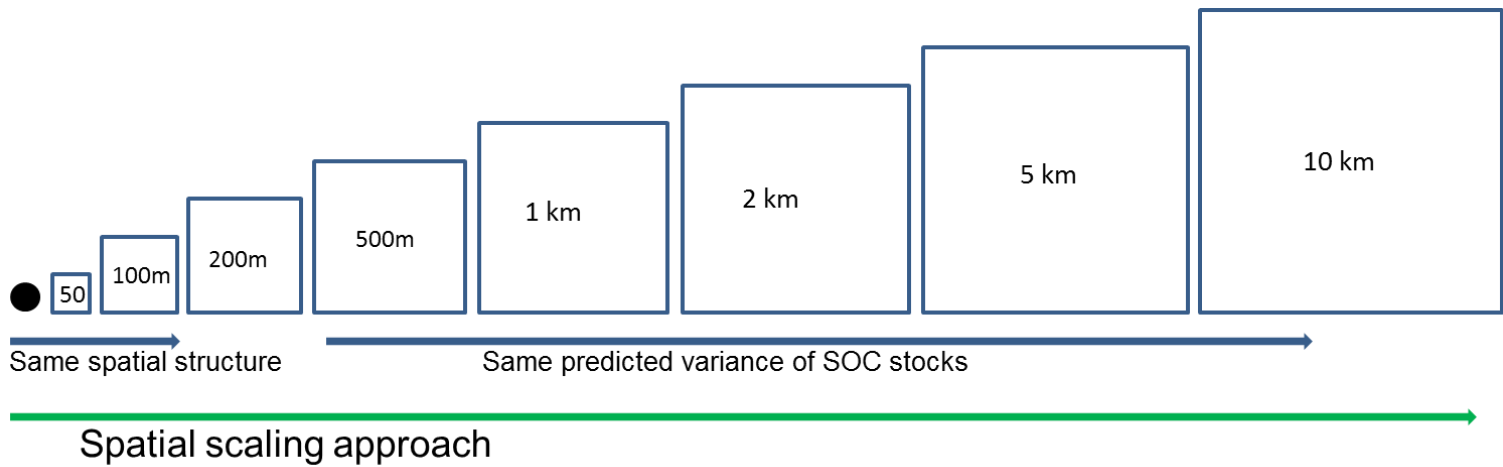 50
100m
200m
500m
1 km
2 km
5 km
10 km
Same spatial structure
Same predicted variance of SOC stocks
Spatial scaling approach